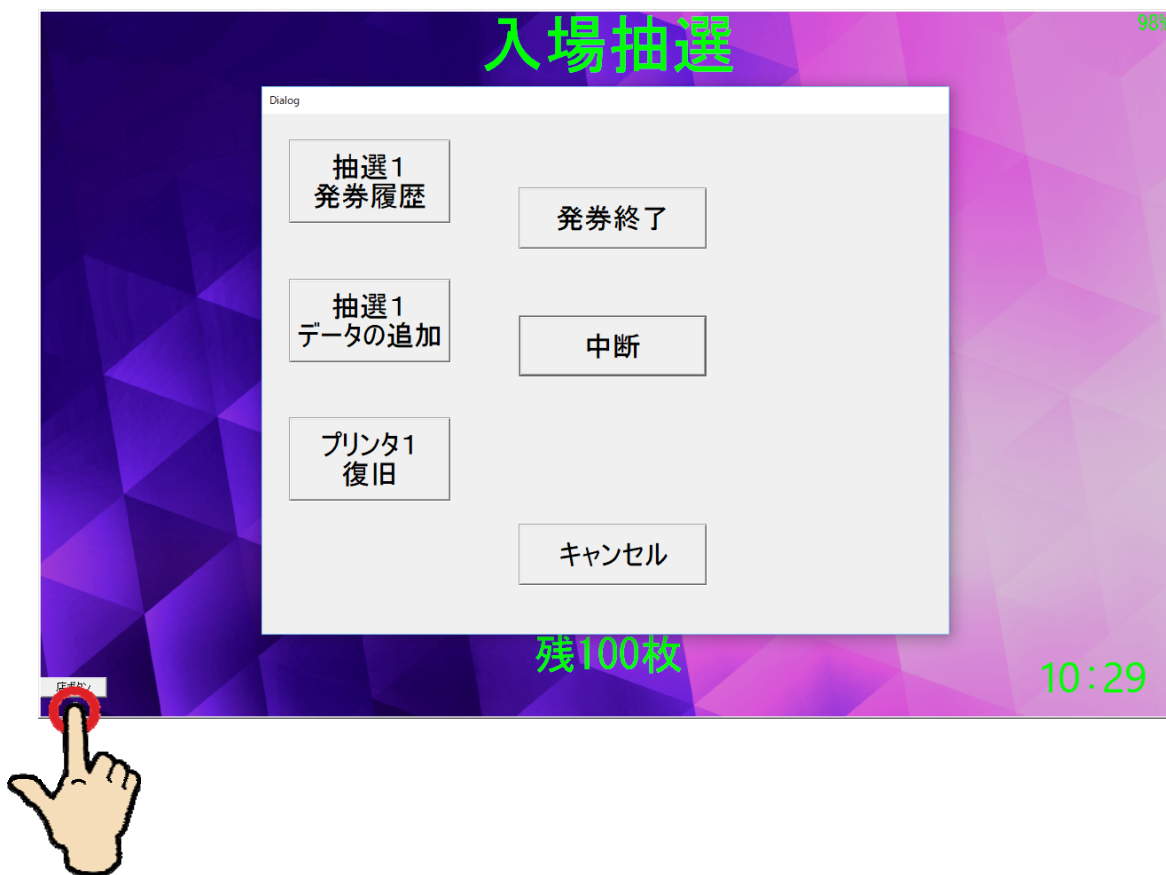 入場抽選
98%
Dialog
抽選1
発券履歴
発券終了
抽選1
データの追加
中断
プリンタ1
復旧
キャンセル
残100枚
10:29